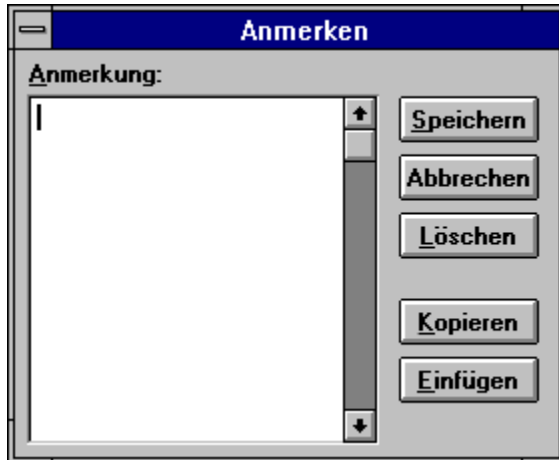 Anmerken
Anmerkung:
Speichern
Abbrechen
Löschen
Kopieren
Einfügen